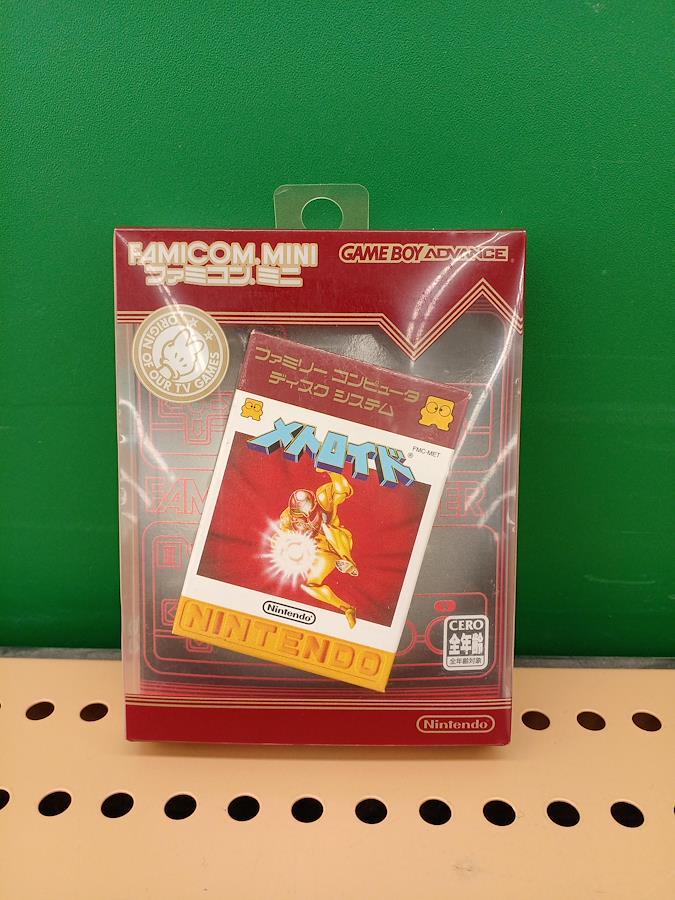 FAMICOM MINI
ファミコン ミニ
GAME BOY ADVANCE
ORIGIN OF OUR TV GAMES
ファミリー コンピュータ
ディスク システム
メトロイド®
FMC-MET
Nintendo®
NINTENDO
CERO
全年齢
全年齢対象
Nintendo